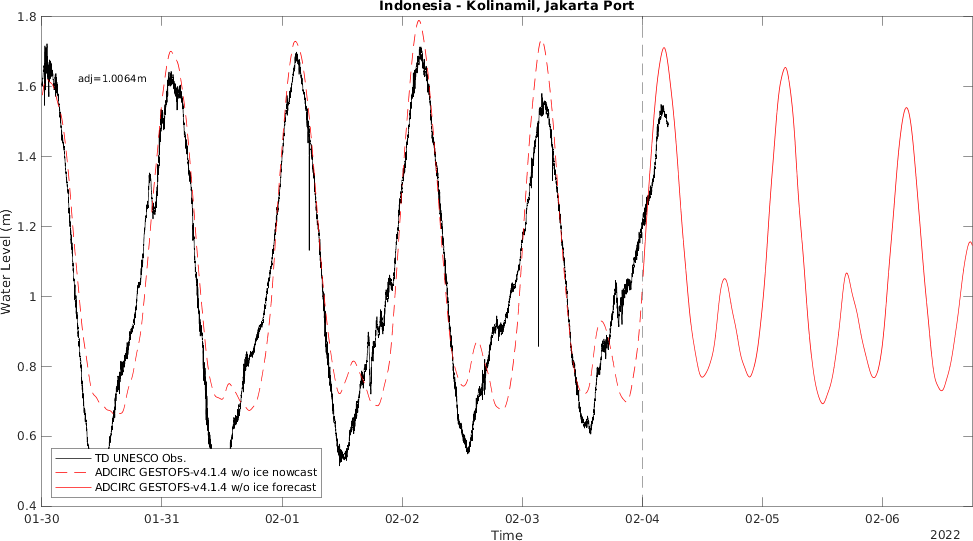 Indonesia - Kolinamil, Jakarta Port
1.8
1.6
1.4
1.2
1
0.8
0.6
0.4
Water Level (m)
adj=1.0064m
TD UNESCO Obs.
ADCIRC GESTOFS-v4.1.4 w/o ice nowcast
ADCIRC GESTOFS-v4.1.4 w/o ice forecast
01-30 01-31 02-01 02-02 02-03 02-04 02-05 02-06
Time
2022